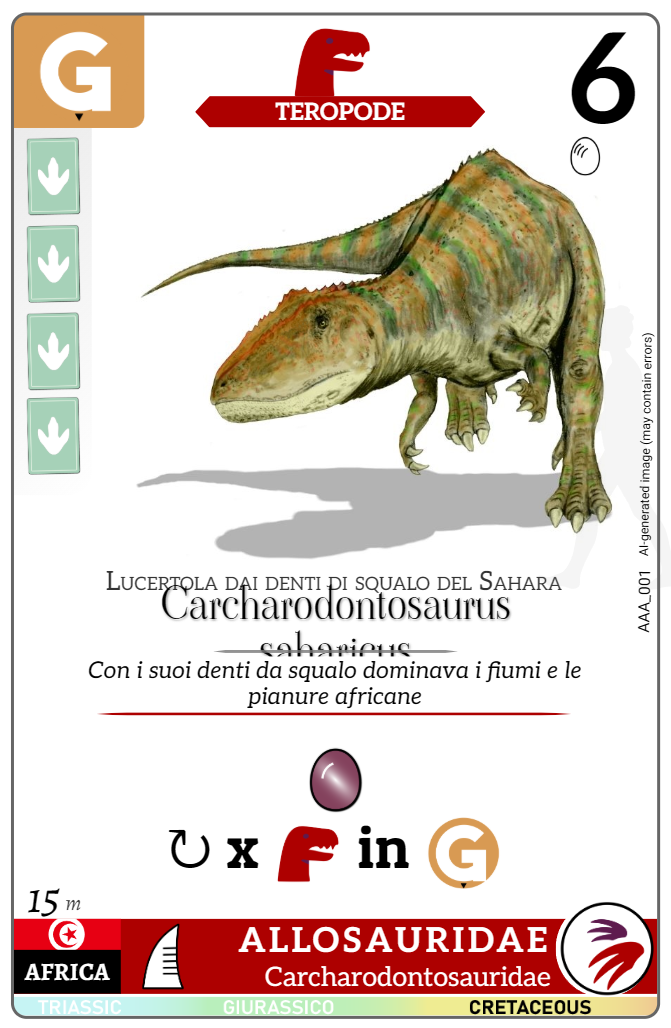 G
TEROPODE
6
AI-generated image (may contain errors)
AAA_001
Lucertola dai denti di squalo del Sahara
Carcharodontosaurus
saharicus
Con i suoi denti da squalo dominava i fiumi e le
pianure africane
↻ x in G
15 m
AFRICA
ALLOSAURIDAE
Carcharodontosauridae
TRIASSIC GIURASSICO CRETACEOUS